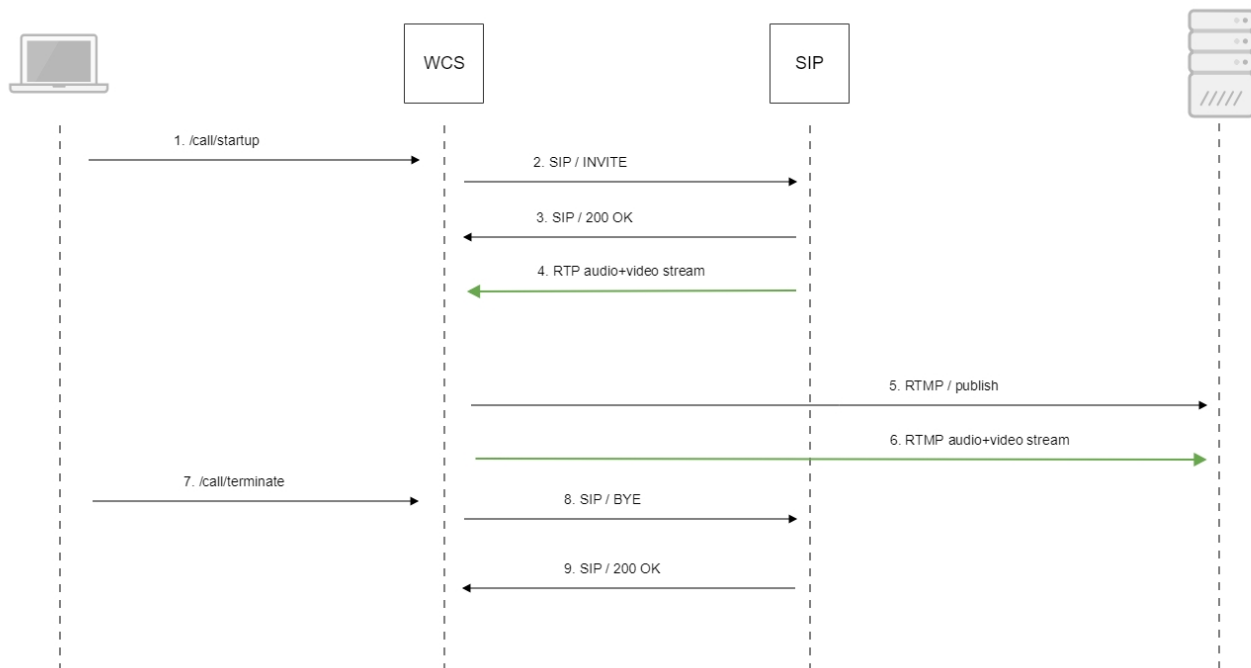 WCS
SIP
1. /call/startup
2. SIP / INVITE
3. SIP / 200 OK
4. RTP audio+video stream
5. RTMP / publish
6. RTMP audio+video stream
7. /call/terminate
8. SIP / BYE
9. SIP / 200 OK